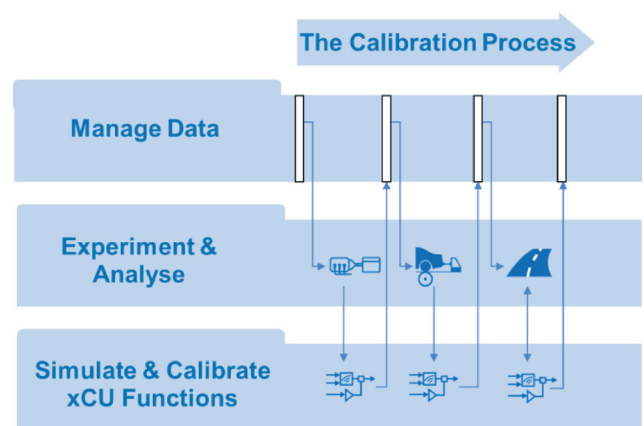 The Calibration Process
Manage Data
Experiment &
Analyse
Simulate & Calibrate
xCU Functions